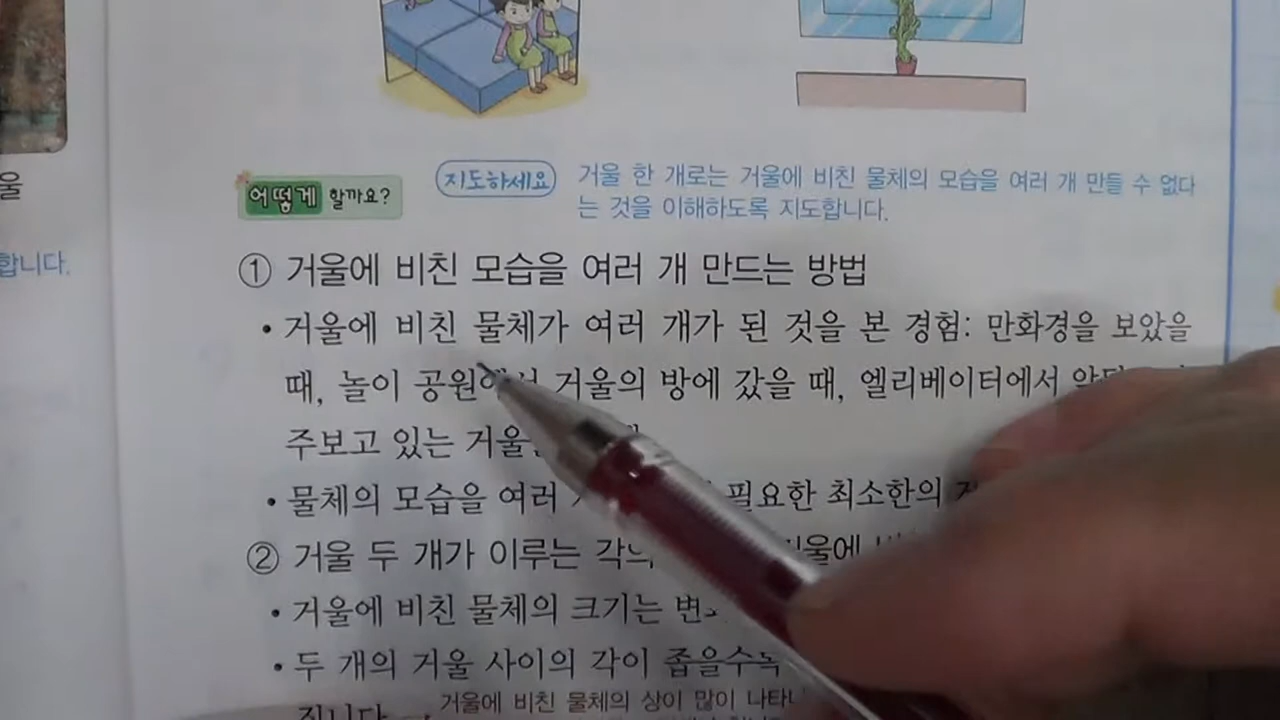 어떻게 할까요?
지도하세요
거울 한 개로는 거울에 비친 물체의 모습을 여러 개 만들 수 없다
는 것을 이해하도록 지도합니다.
울
합니다.
① 거울에 비친 모습을 여러 개 만드는 방법
• 거울에 비친 물체가 여러 개가 된 것을 본 경험: 만화경을 보았을
때, 놀이 공원에서 거울의 방에 갔을 때, 엘리베이터에서
주보고 있는
• 물체의 모습을 여러 필요한 최소한의
② 거울 두 개가 이루는
• 거울에 비친 물체의 크기는
• 두 개의 거울 사이의 각이 좁을수록
거울에 비친 물체의 상이 많이